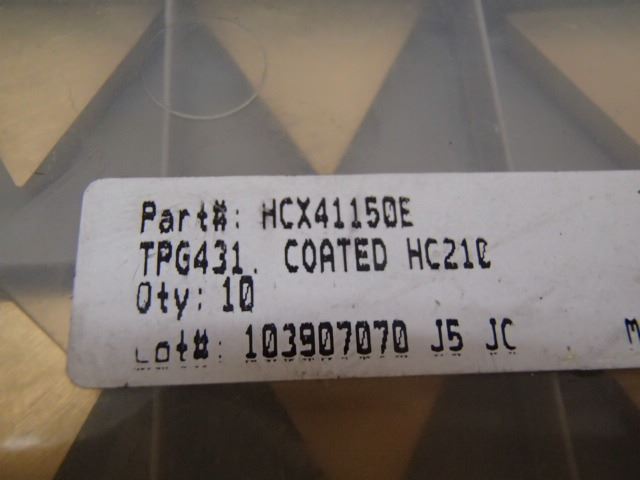 Part#: HCX41150E
TPG431. COATED HC210
Qty: 10
Lot#: 103907070 J5 JC M